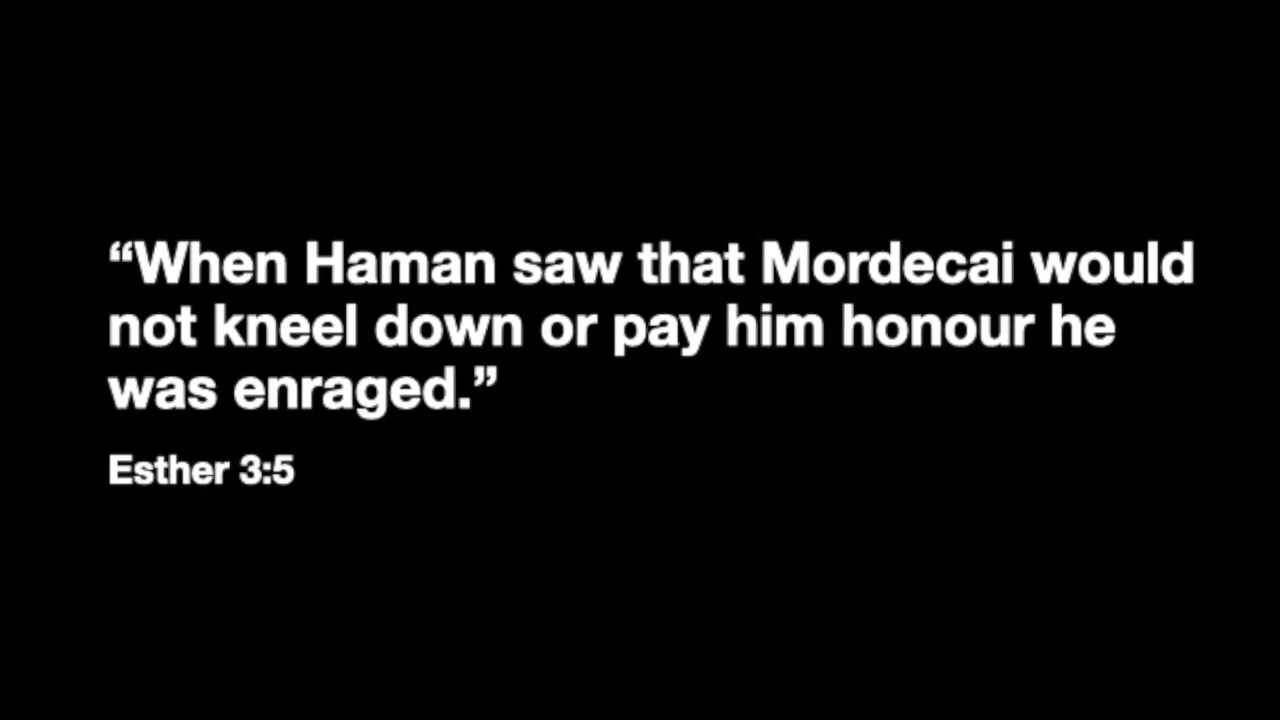 “When Haman saw that Mordecai would
not kneel down or pay him honour he
was enraged.”
Esther 3:5